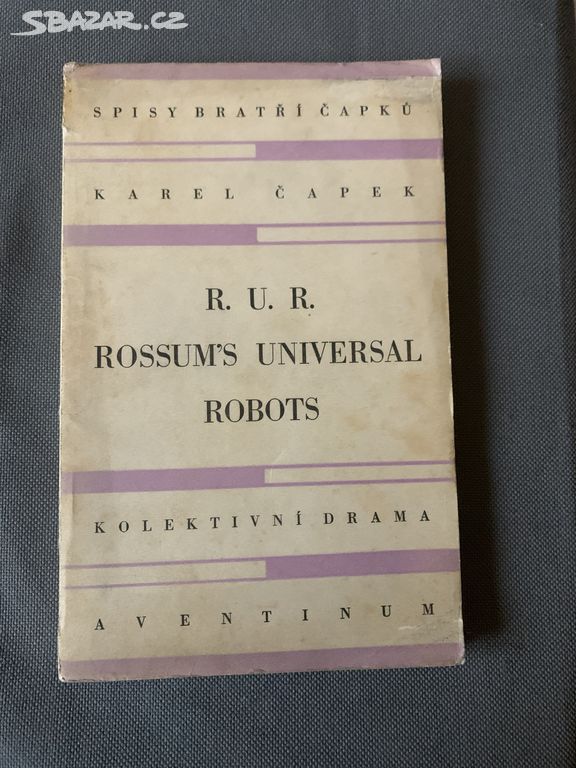 SBAZAR.CZ
SPISY BRATŘÍ ČAPKŮ
KAREL ČAPEK
R. U. R.
ROSSUM'S UNIVERSAL
ROBOTS
KOLEKTIVNÍ DRAMA
AVENTINUM